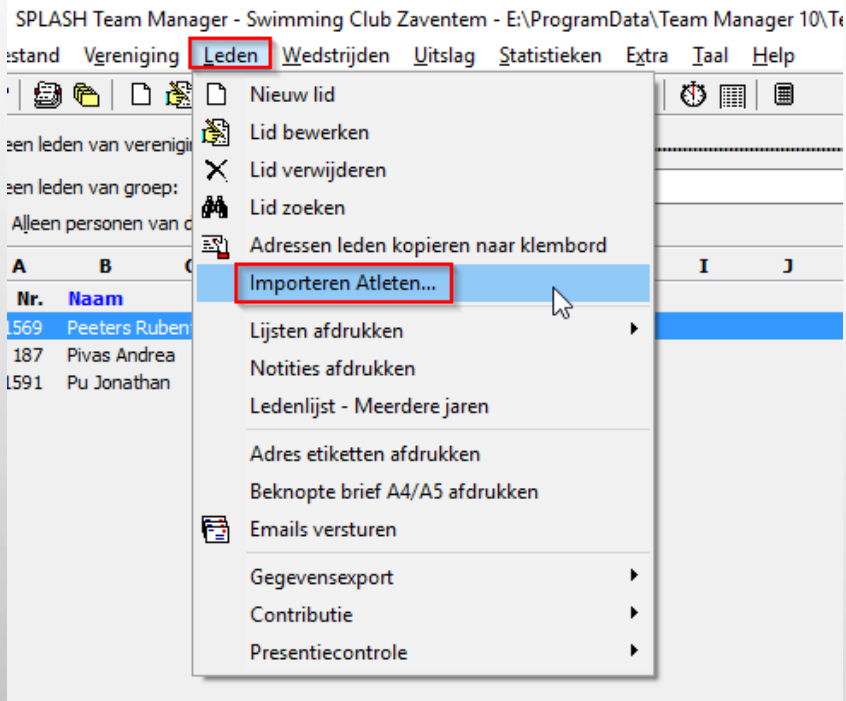 SPLASH Team Manager - Swimming Club Zaventem - E:\ProgramData\Team Manager 10\Te
estand Vereniging Leden Wedstrijden Uitslag Statistieken Extra Taal Help
Nieuw lid
een leden van verenigi
Lid bewerken
Lid verwijderen
een leden van groep:
Lid zoeken
Alleen personen van d
Adressen leden kopiëren naar klembord
A B I J
Importeren Atleten...
Nr. Naam
1569 Peeters Ruben
Lijsten afdrukken
187 Pivas Andrea
Notities afdrukken
1591 Pu Jonathan
Ledenlijst - Meerdere jaren
Adres etiketten afdrukken
Beknopte brief A4/A5 afdrukken
Emails versturen
Gegevensexport
Contributie
Presentiecontrole